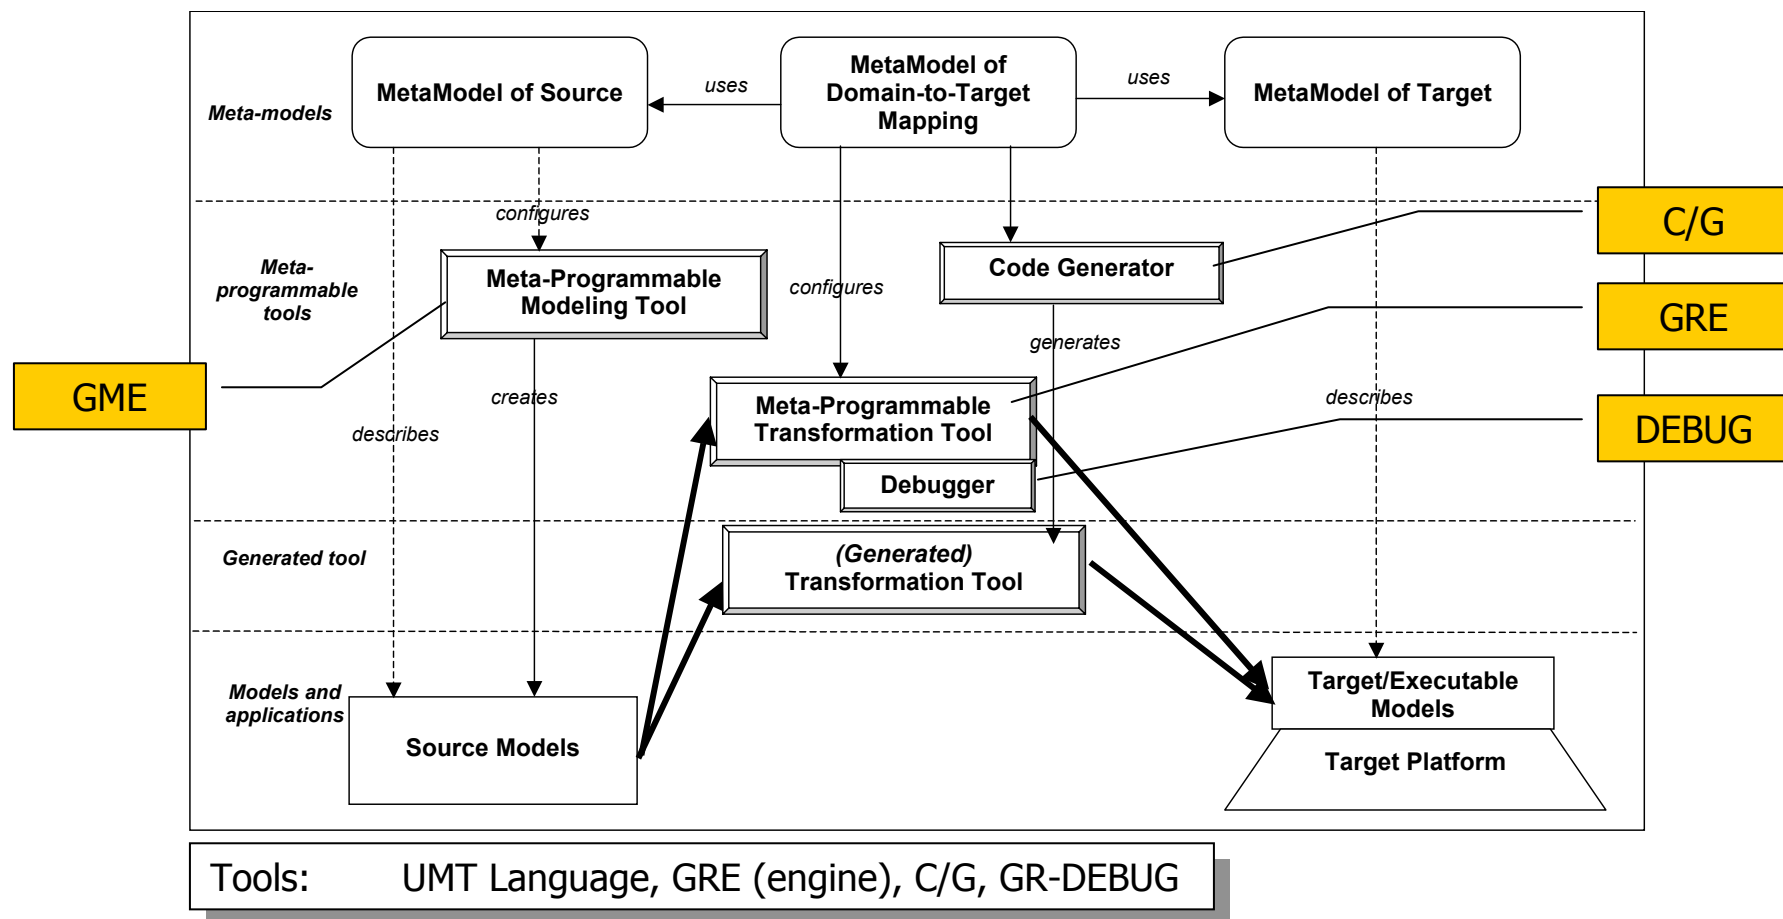 MetaModel of Source
uses
MetaModel of
Domain-to-Target
Mapping
uses
MetaModel of Target
Meta-models
configures
C/G
Meta-
programmable
tools
Meta-Programmable
Modeling Tool
configures
Code Generator
generates
GRE
GME
creates
describes
Meta-Programmable
Transformation Tool
describes
DEBUG
Debugger
Generated tool
(Generated)
Transformation Tool
Models and
applications
Source Models
Target/Executable
Models
Target Platform
Tools: UMT Language, GRE (engine), C/G, GR-DEBUG